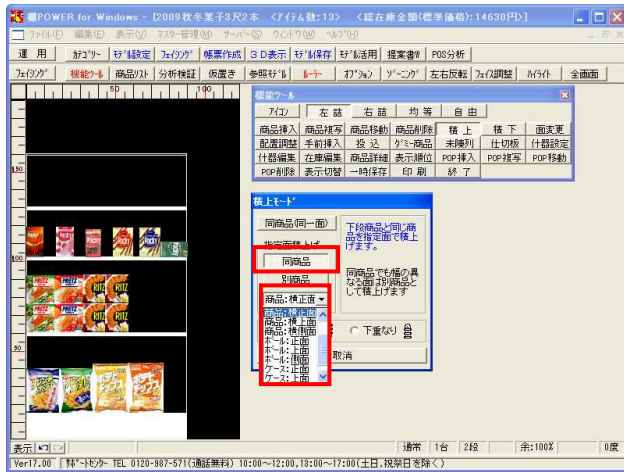 棚POWER for Windows - [2009秋冬菓子3尺2本 <ｱｲﾃﾑ数:13> <総在庫金額(標準価格):14630円>]
ﾌｧｲﾙ(F) 編集(E) 表示(V) ﾏｽﾀｰ管理(M) ｻｰﾊﾞｰ(S) ｳｨﾝﾄﾞｳ(W) ﾍﾙﾌﾟ(H)
運 用 ｶﾃｺﾞﾘｰ ﾓﾃﾞﾙ設定 ﾌｪｲｼﾝｸﾞ 帳票作成 ３Ｄ表示 ﾓﾃﾞﾙ保存 ﾓﾃﾞﾙ活用 提案書W POS分析
ﾌｪｲｼﾝｸﾞ 機能ﾂｰﾙ 商品ﾘｽﾄ 分析検証 仮置き 参照ﾓﾃﾞﾙ ﾙｰﾗｰ ｵﾌﾟｼｮﾝ ｿﾞｰﾆﾝｸﾞ 左右反転 ﾌｪｲｽ調整 ﾊｲﾗｲﾄ 全画面
50 100
機能ﾂｰﾙ
ｱｲｺﾝ 左 詰 右 詰 均 等 自 由
商品挿入 商品複写 商品移動 商品削除 積 上 積 下 面変更
配置調整 手前挿入 投 込 ﾀﾞﾐｰ商品 未陳列 仕切板 什器設定
什器編集 在庫編集 商品詳細 表示順位 POP挿入 POP複写 POP移動
POP削除 表示切替 一時保存 印 刷 終 了
150
100
50
積上ﾓｰﾄﾞ
同商品(同一面)
指定面積上げ
同商品
別商品
商品:横正面
商品:横正面
商品:横上面
商品:横側面
ﾎﾞｰﾙ:正面
ﾎﾞｰﾙ:上面
ﾎﾞｰﾙ:側面
ｹｰｽ:正面
ｹｰｽ:上面
下段商品と同じ商
品を指定面で積上
げます。
同商品でも幅の異
なる面は別商品と
して積上げます
下重なり
取消
表示 通常 1台 2段 余:100% 0度
Ver17.00 ｻﾎﾟｰﾄｾﾝﾀｰ TEL 0120-987-571(通話無料) 10:00～12:00,13:00～17:00(土日,祝祭日を除く)